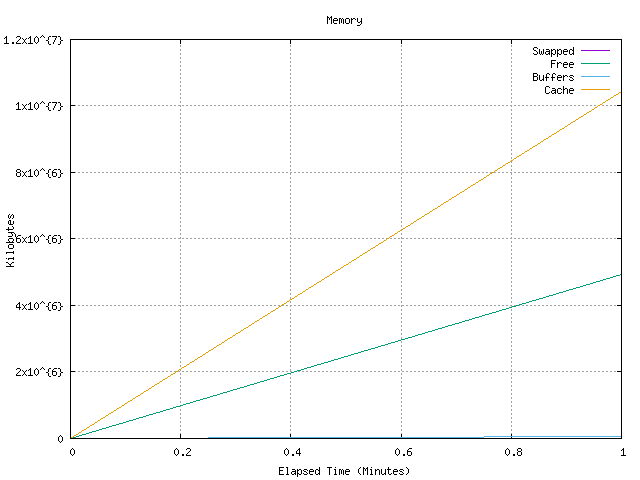 Memory
1.2x10^{7}
1x10^{7}
8x10^{6}
6x10^{6}
4x10^{6}
2x10^{6}
0
Kilobytes
Swapped
Free
Buffers
Cache
0 0.2 0.4 0.6 0.8 1
Elapsed Time (Minutes)